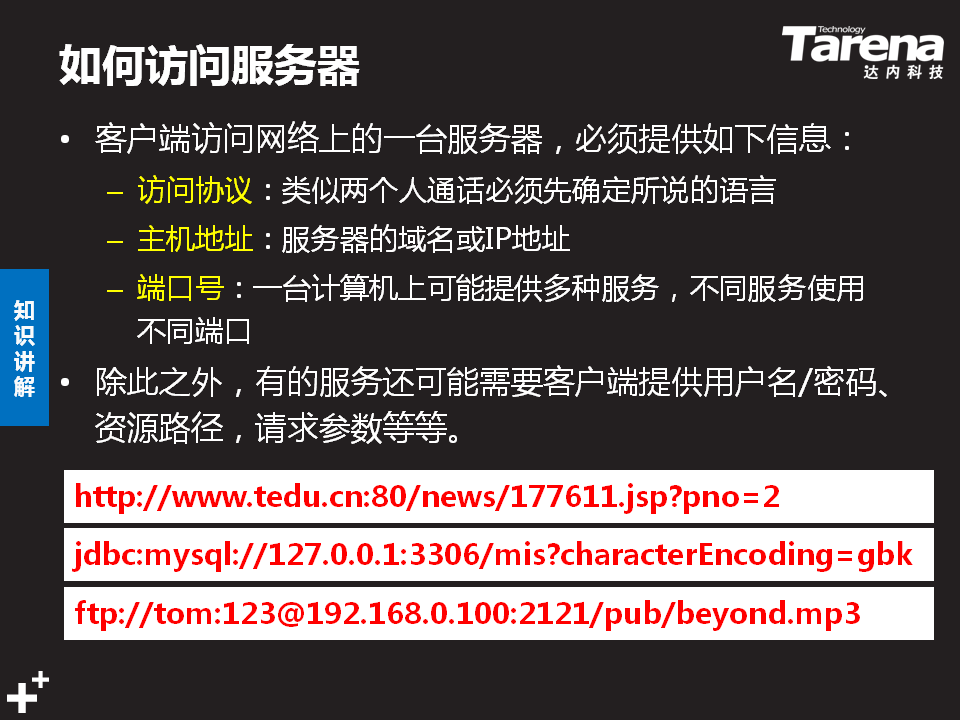 如何访问服务器
Technology
Tarena
达内科技
• 客户端访问网络上的一台服务器，必须提供如下信息：
– 访问协议：类似两个人通话必须先确定所说的语言
– 主机地址：服务器的域名或IP地址
– 端口号：一台计算机上可能提供多种服务，不同服务使用
不同端口
知识讲解
• 除此之外，有的服务还可能需要客户端提供用户名/密码、
资源路径，请求参数等等。
http://www.tedu.cn:80/news/177611.jsp?pno=2
jdbc:mysql://127.0.0.1:3306/mis?characterEncoding=gbk
ftp://tom:123@192.168.0.100:2121/pub/beyond.mp3